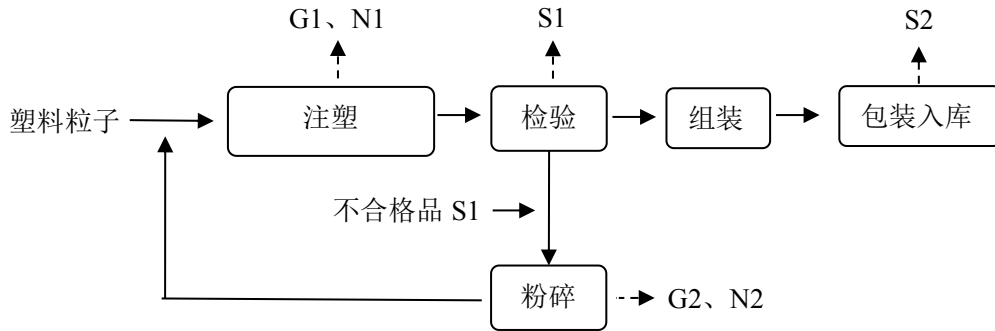 G1、N1
S1
S2
塑料粒子
注塑
检验
组装
包装入库
不合格品 S1
粉碎
G2、N2